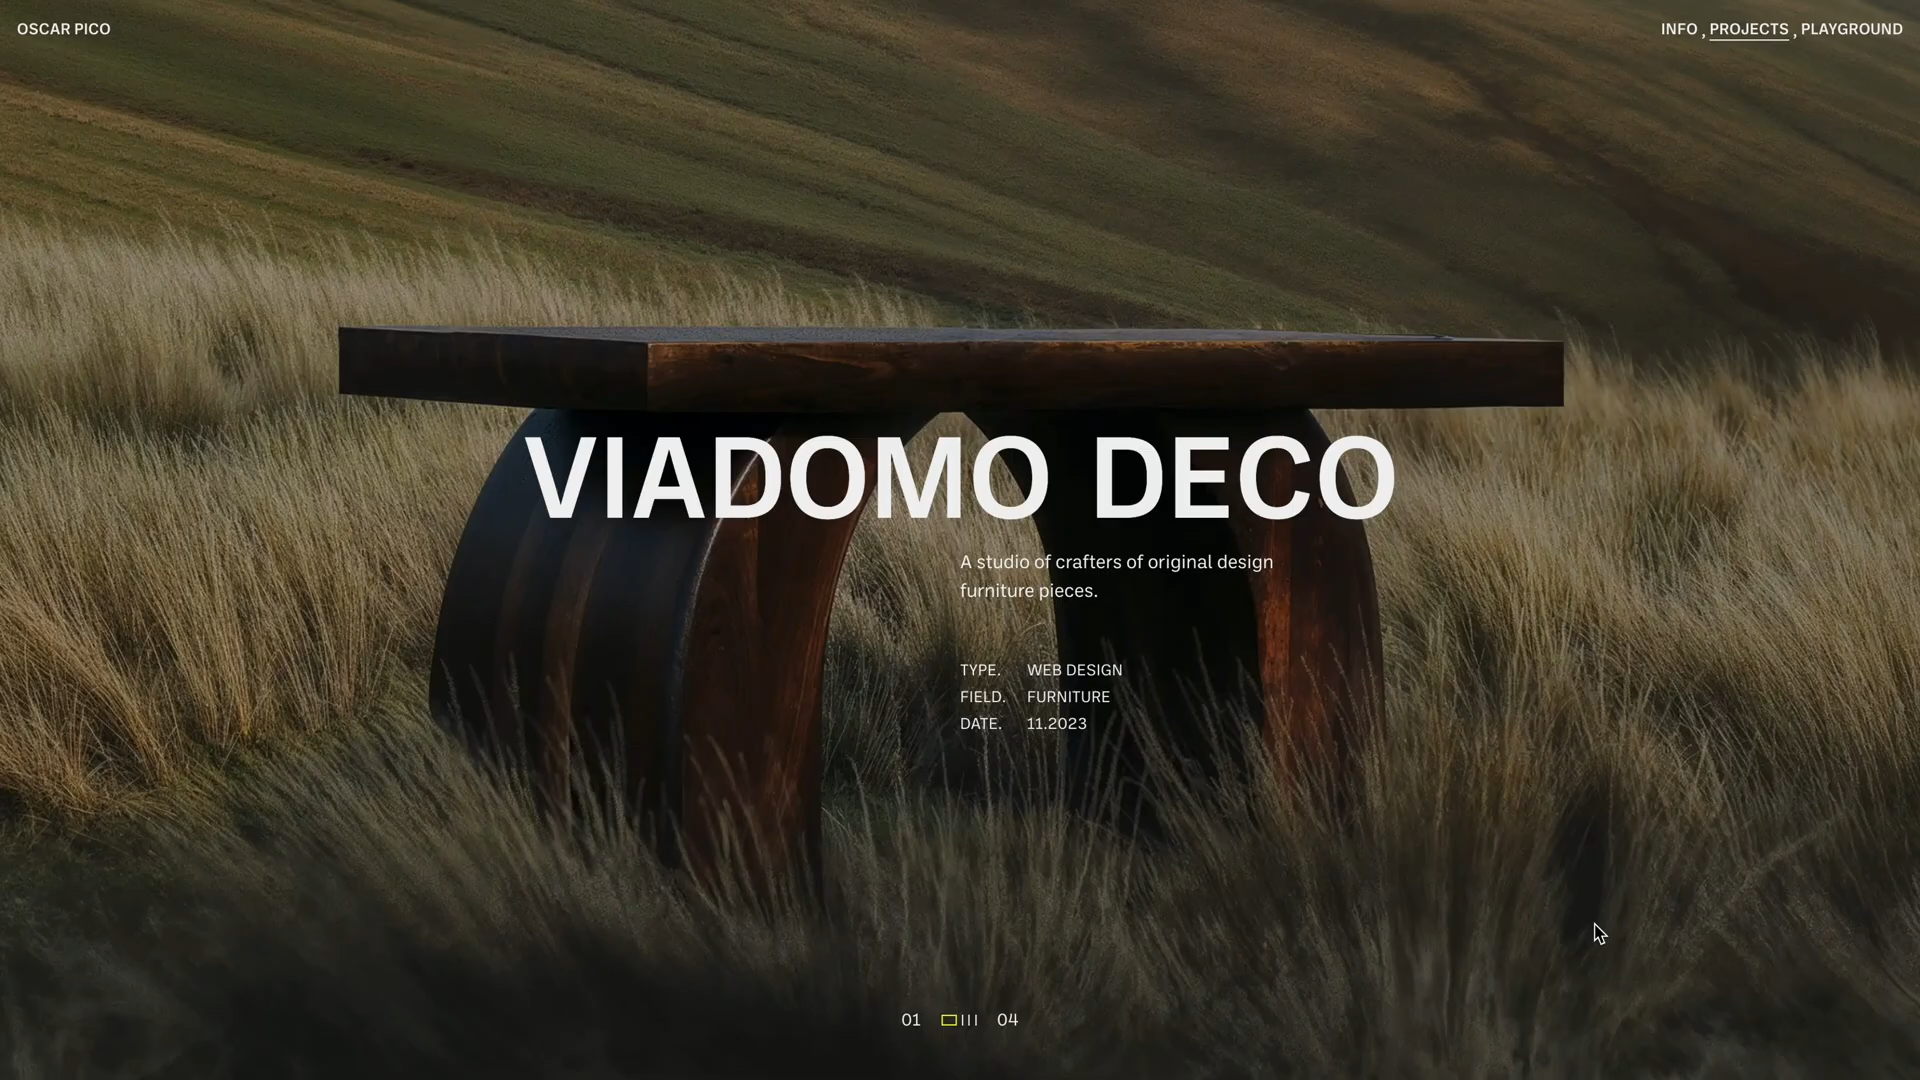 OSCAR PICO
INFO , PROJECTS , PLAYGROUND
VIADOMO DECO
A studio of crafters of original design
furniture pieces.
TYPE. WEB DESIGN
FIELD. FURNITURE
DATE. 11.2023
01 04